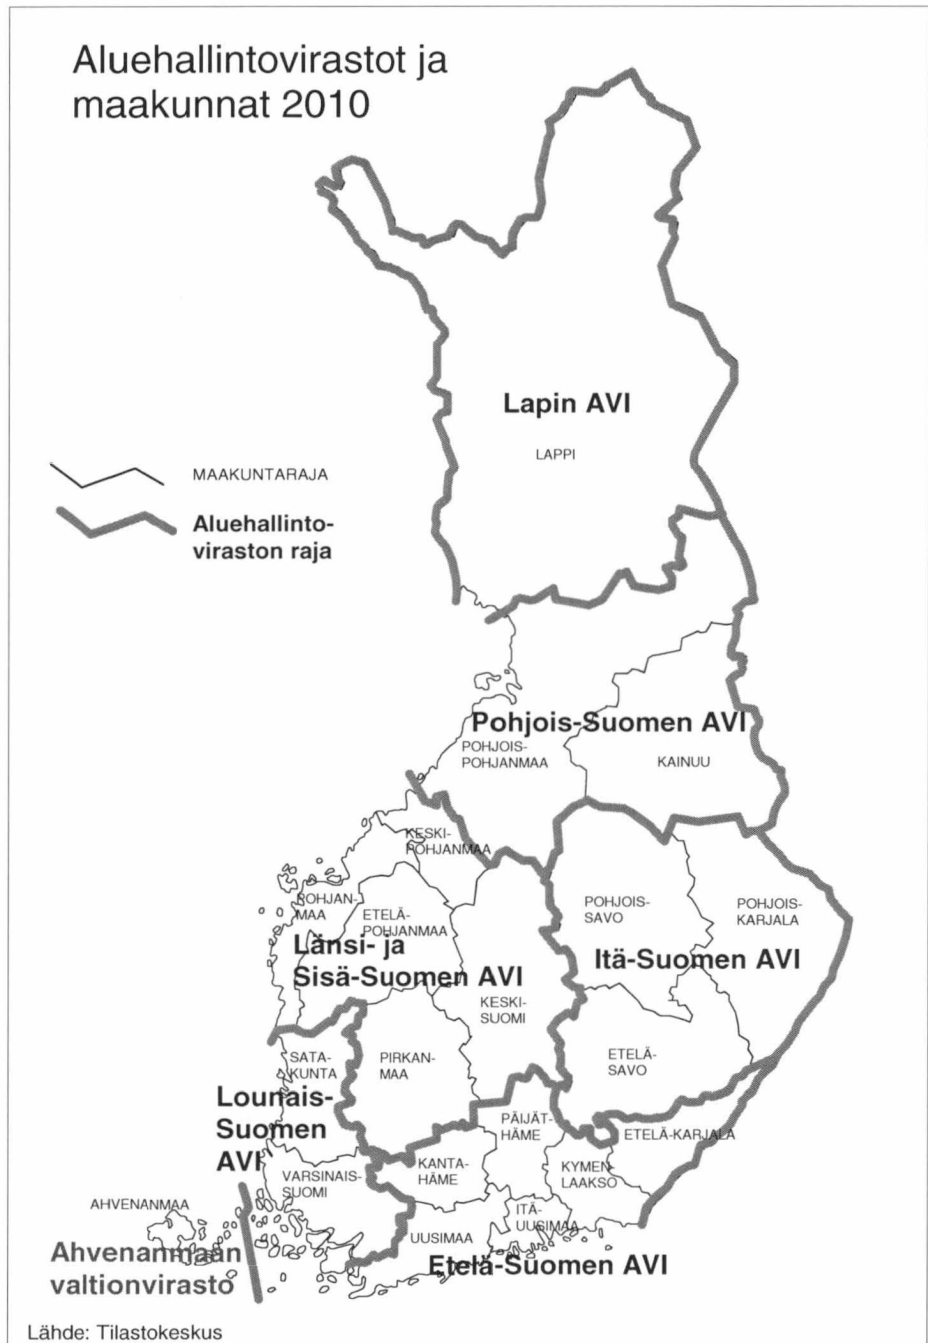 Aluehallintovirastot ja
maakunnat 2010
Lapin AVI
LAPPI
MAAKUNTARAJA
Aluehallinto-
viraston raja
Pohjois-Suomen AVI
POHJOIS-
POHJANMAA
KAINUU
KESKI-
POHJANMAA
POHJAN-
MAA
ETELÄ-
POHJANMAA
POHJOIS-
SAVO
POHJOIS-
KARJALA
Länsi- ja
Sisä-Suomen AVI
Itä-Suomen AVI
KESKI-
SUOMI
SATA-
KUNTA
PIRKAN-
MAA
ETELÄ-
SAVO
Lounais-
Suomen
AVI
PÄIJÄT-
HÄME
ETELÄ-KARJALA
VARSINAIS-
SUOMI
KANTA-
HÄME
KYMEN-
LAAKSO
AHVENANMAA
ITÄ-
UUSIMAA
UUSIMAA
Ahvenanmaan
valtionvirasto
Etelä-Suomen AVI
Lähde: Tilastokeskus